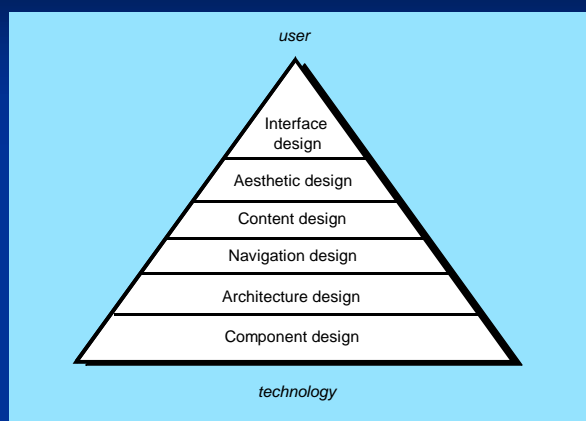 user
Interface
design
Aesthetic design
Content design
Navigation design
Architecture design
Component design
technology